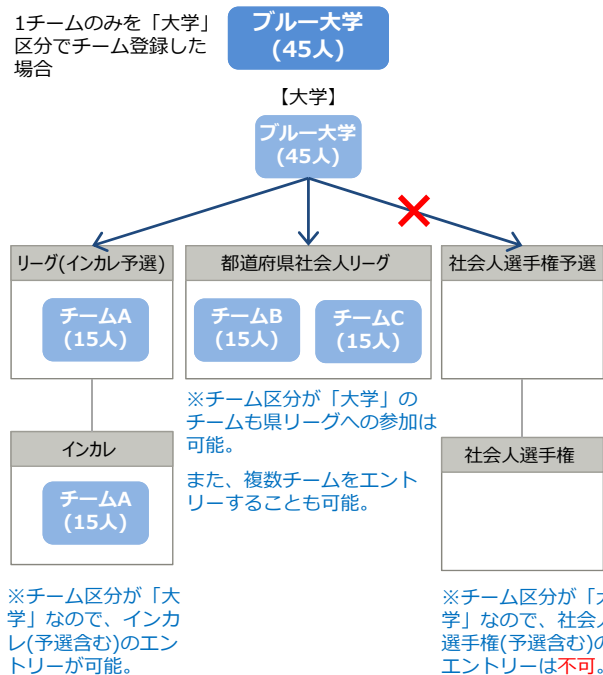 1チームのみを「大学」
区分でチーム登録した
場合
ブルー大学
(45人)
【大学】
ブルー大学
(45人)
リーグ(インカレ予選)
都道府県社会人リーグ
社会人選手権予選
チームA
(15人)
チームB
(15人)
チームC
(15人)
※チーム区分が「大学」の
チームも県リーグへの参加は
可能。
また、複数チームをエント
リーすることも可能。
インカレ
チームA
(15人)
社会人選手権
※チーム区分が「大
学」なので、インカ
レ(予選含む)のエン
トリーが可能。
※チーム区分が「大
学」なので、社会人
選手権(予選含む)の
エントリーは不可。